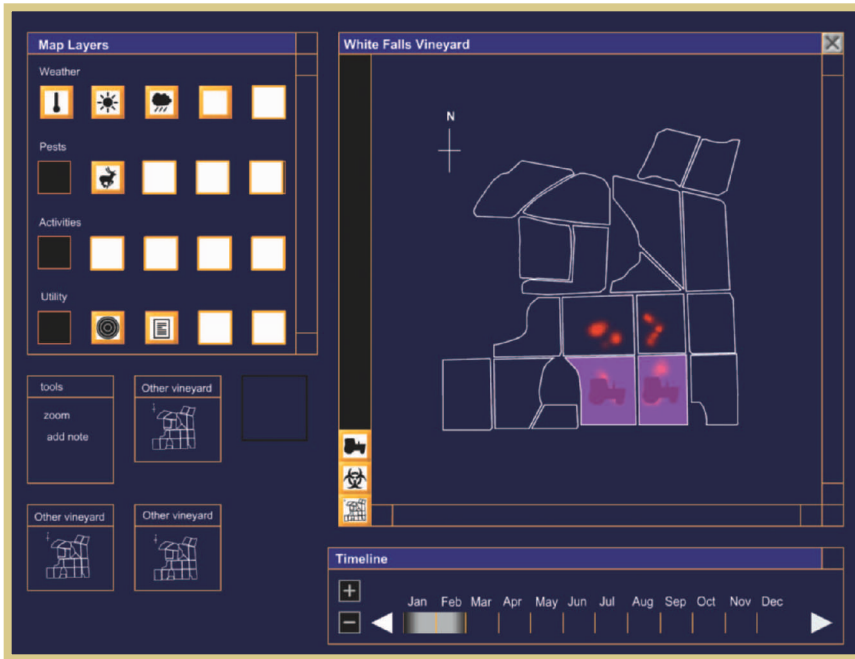 Map Layers
Weather
Pests
Activities
Utility
tools
zoom
add note
Other vineyard
Other vineyard
Other vineyard
White Falls Vineyard
N
Timeline
Jan Feb Mar Apr May Jun Jul Aug Sep Oct Nov Dec